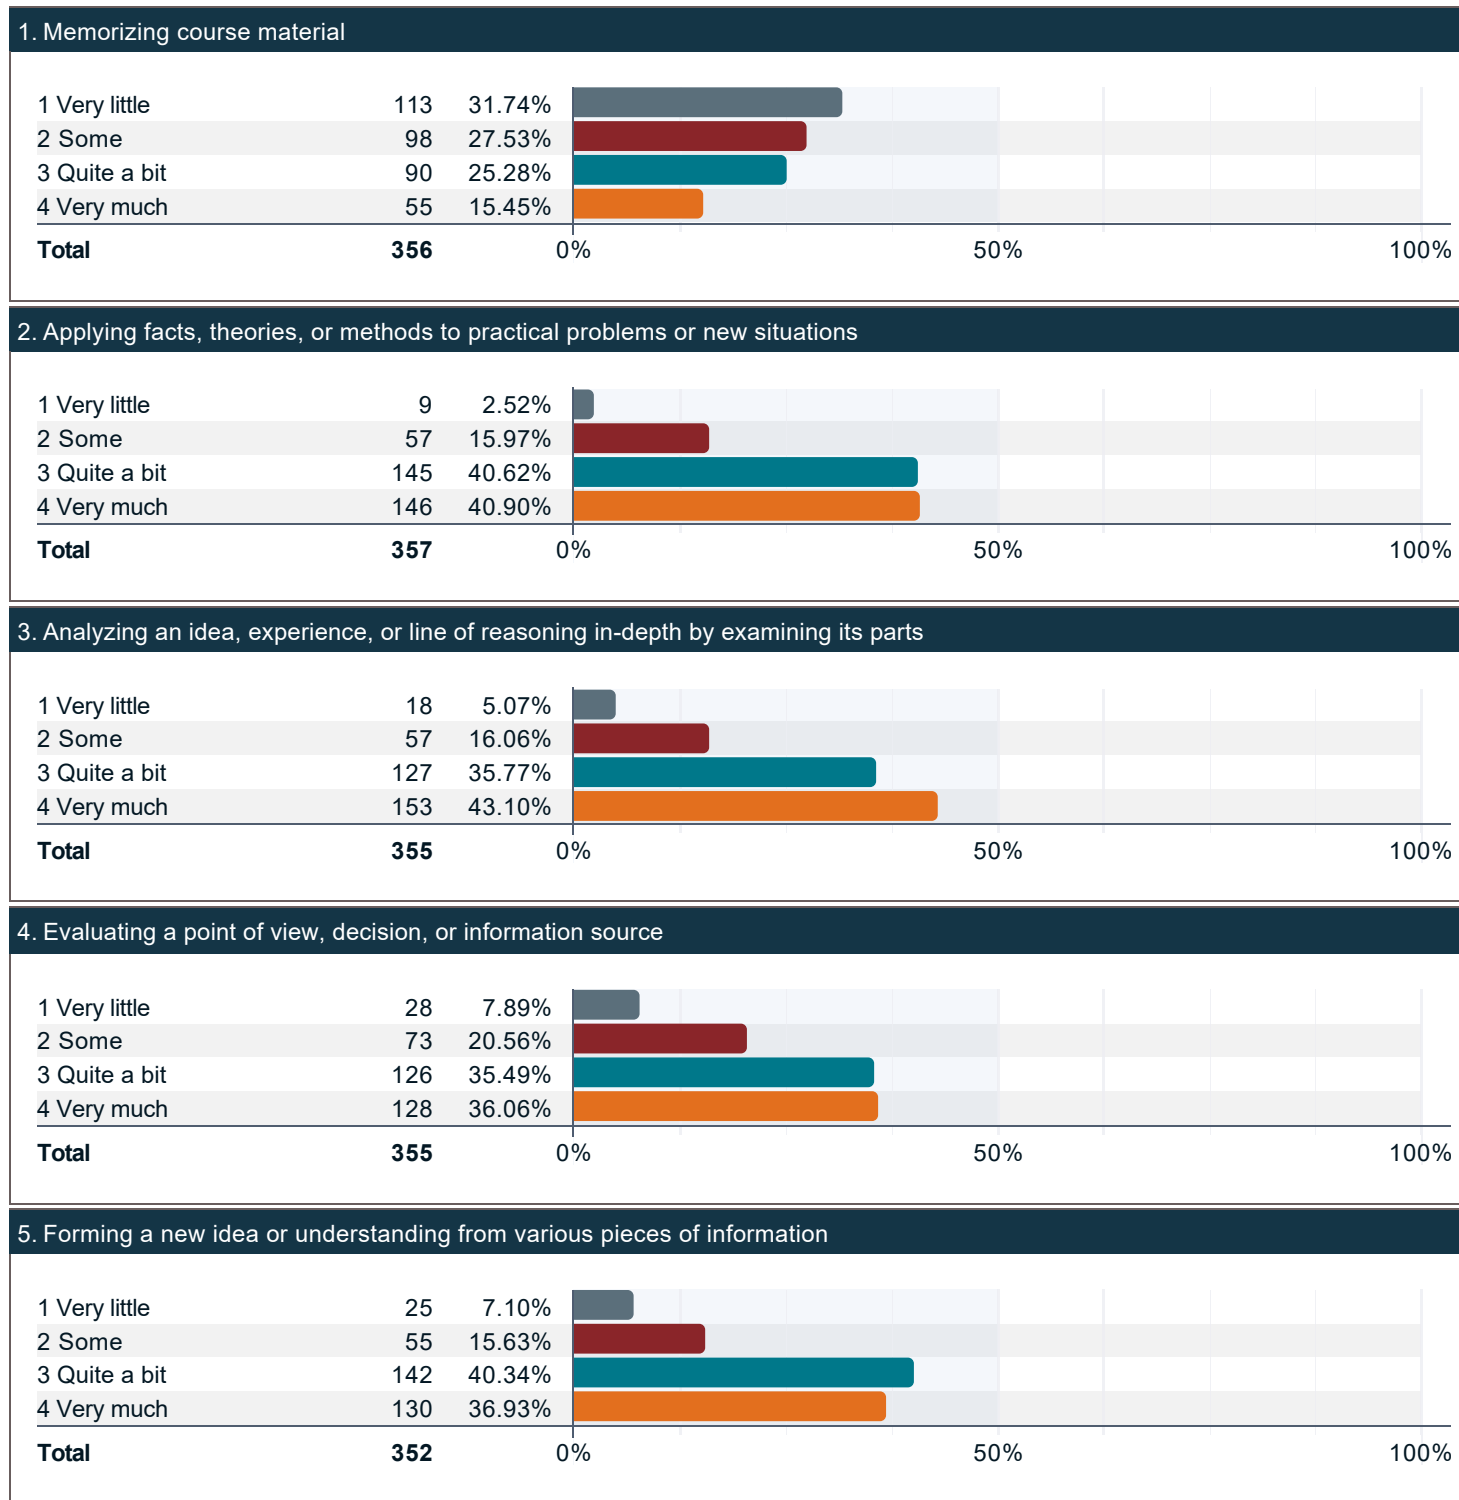 1. Memorizing course material
1 Very little 113 31.74%
2 Some 98 27.53%
3 Quite a bit 90 25.28%
4 Very much 55 15.45%
Total 356 0% 50% 100%
2. Applying facts, theories, or methods to practical problems or new situations
1 Very little 9 2.52%
2 Some 57 15.97%
3 Quite a bit 145 40.62%
4 Very much 146 40.90%
Total 357 0% 50% 100%
3. Analyzing an idea, experience, or line of reasoning in-depth by examining its parts
1 Very little 18 5.07%
2 Some 57 16.06%
3 Quite a bit 127 35.77%
4 Very much 153 43.10%
Total 355 0% 50% 100%
4. Evaluating a point of view, decision, or information source
1 Very little 28 7.89%
2 Some 73 20.56%
3 Quite a bit 126 35.49%
4 Very much 128 36.06%
Total 355 0% 50% 100%
5. Forming a new idea or understanding from various pieces of information
1 Very little 25 7.10%
2 Some 55 15.63%
3 Quite a bit 142 40.34%
4 Very much 130 36.93%
Total 352 0% 50% 100%